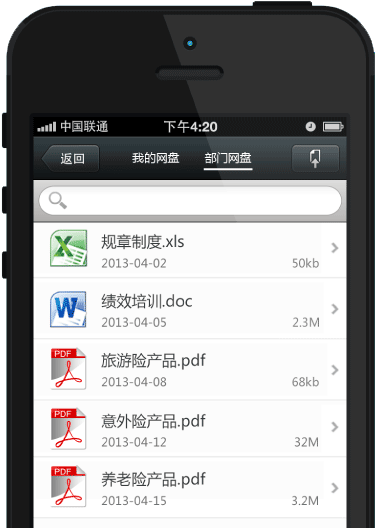 中国联通 下午4:20
返回 我的网盘 部门网盘
规章制度.xls
2013-04-02 50kb
绩效培训.doc
2013-04-05 2.3M
PDF
旅游险产品.pdf
2013-04-08 68kb
PDF
意外险产品.pdf
2013-04-12 32M
PDF
养老险产品.pdf
2013-04-15 3.2M